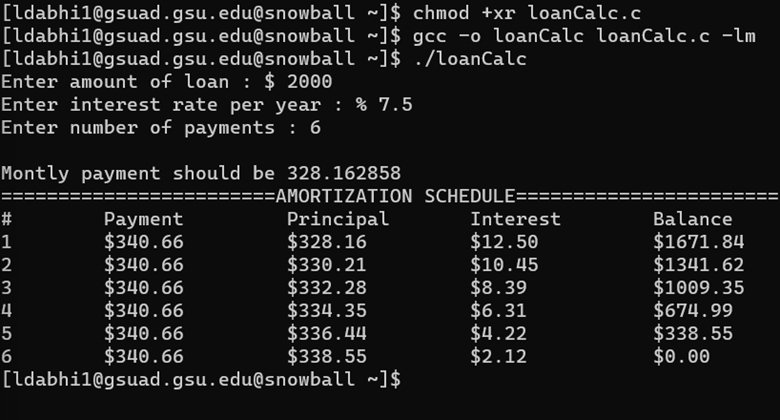 [ldabhi1@gsuad.gsu.edu@snowball ~]$ chmod +xr loanCalc.c
[ldabhi1@gsuad.gsu.edu@snowball ~]$ gcc -o loanCalc loanCalc.c -lm
[ldabhi1@gsuad.gsu.edu@snowball ~]$ ./loanCalc
Enter amount of loan : $ 2000
Enter interest rate per year : % 7.5
Enter number of payments : 6
Montly payment should be 328.162858
========================AMORTIZATION SCHEDULE=======================
# Payment Principal Interest Balance
1 $340.66 $328.16 $12.50 $1671.84
2 $340.66 $330.21 $10.45 $1341.62
3 $340.66 $332.28 $8.39 $1009.35
4 $340.66 $334.35 $6.31 $674.99
5 $340.66 $336.44 $4.22 $338.55
6 $340.66 $338.55 $2.12 $0.00
[ldabhi1@gsuad.gsu.edu@snowball ~]$